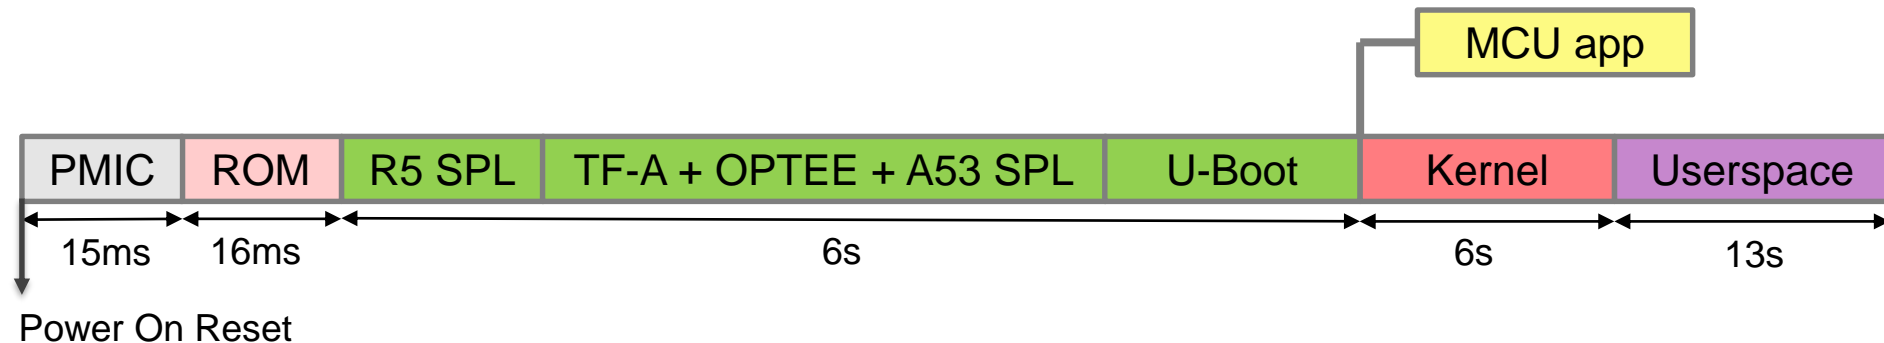 MCU app
PMIC
ROM
R5 SPL
TF-A + OPTEE + A53 SPL
U-Boot
Kernel
Userspace
15ms
16ms
6s
6s
13s
Power On Reset